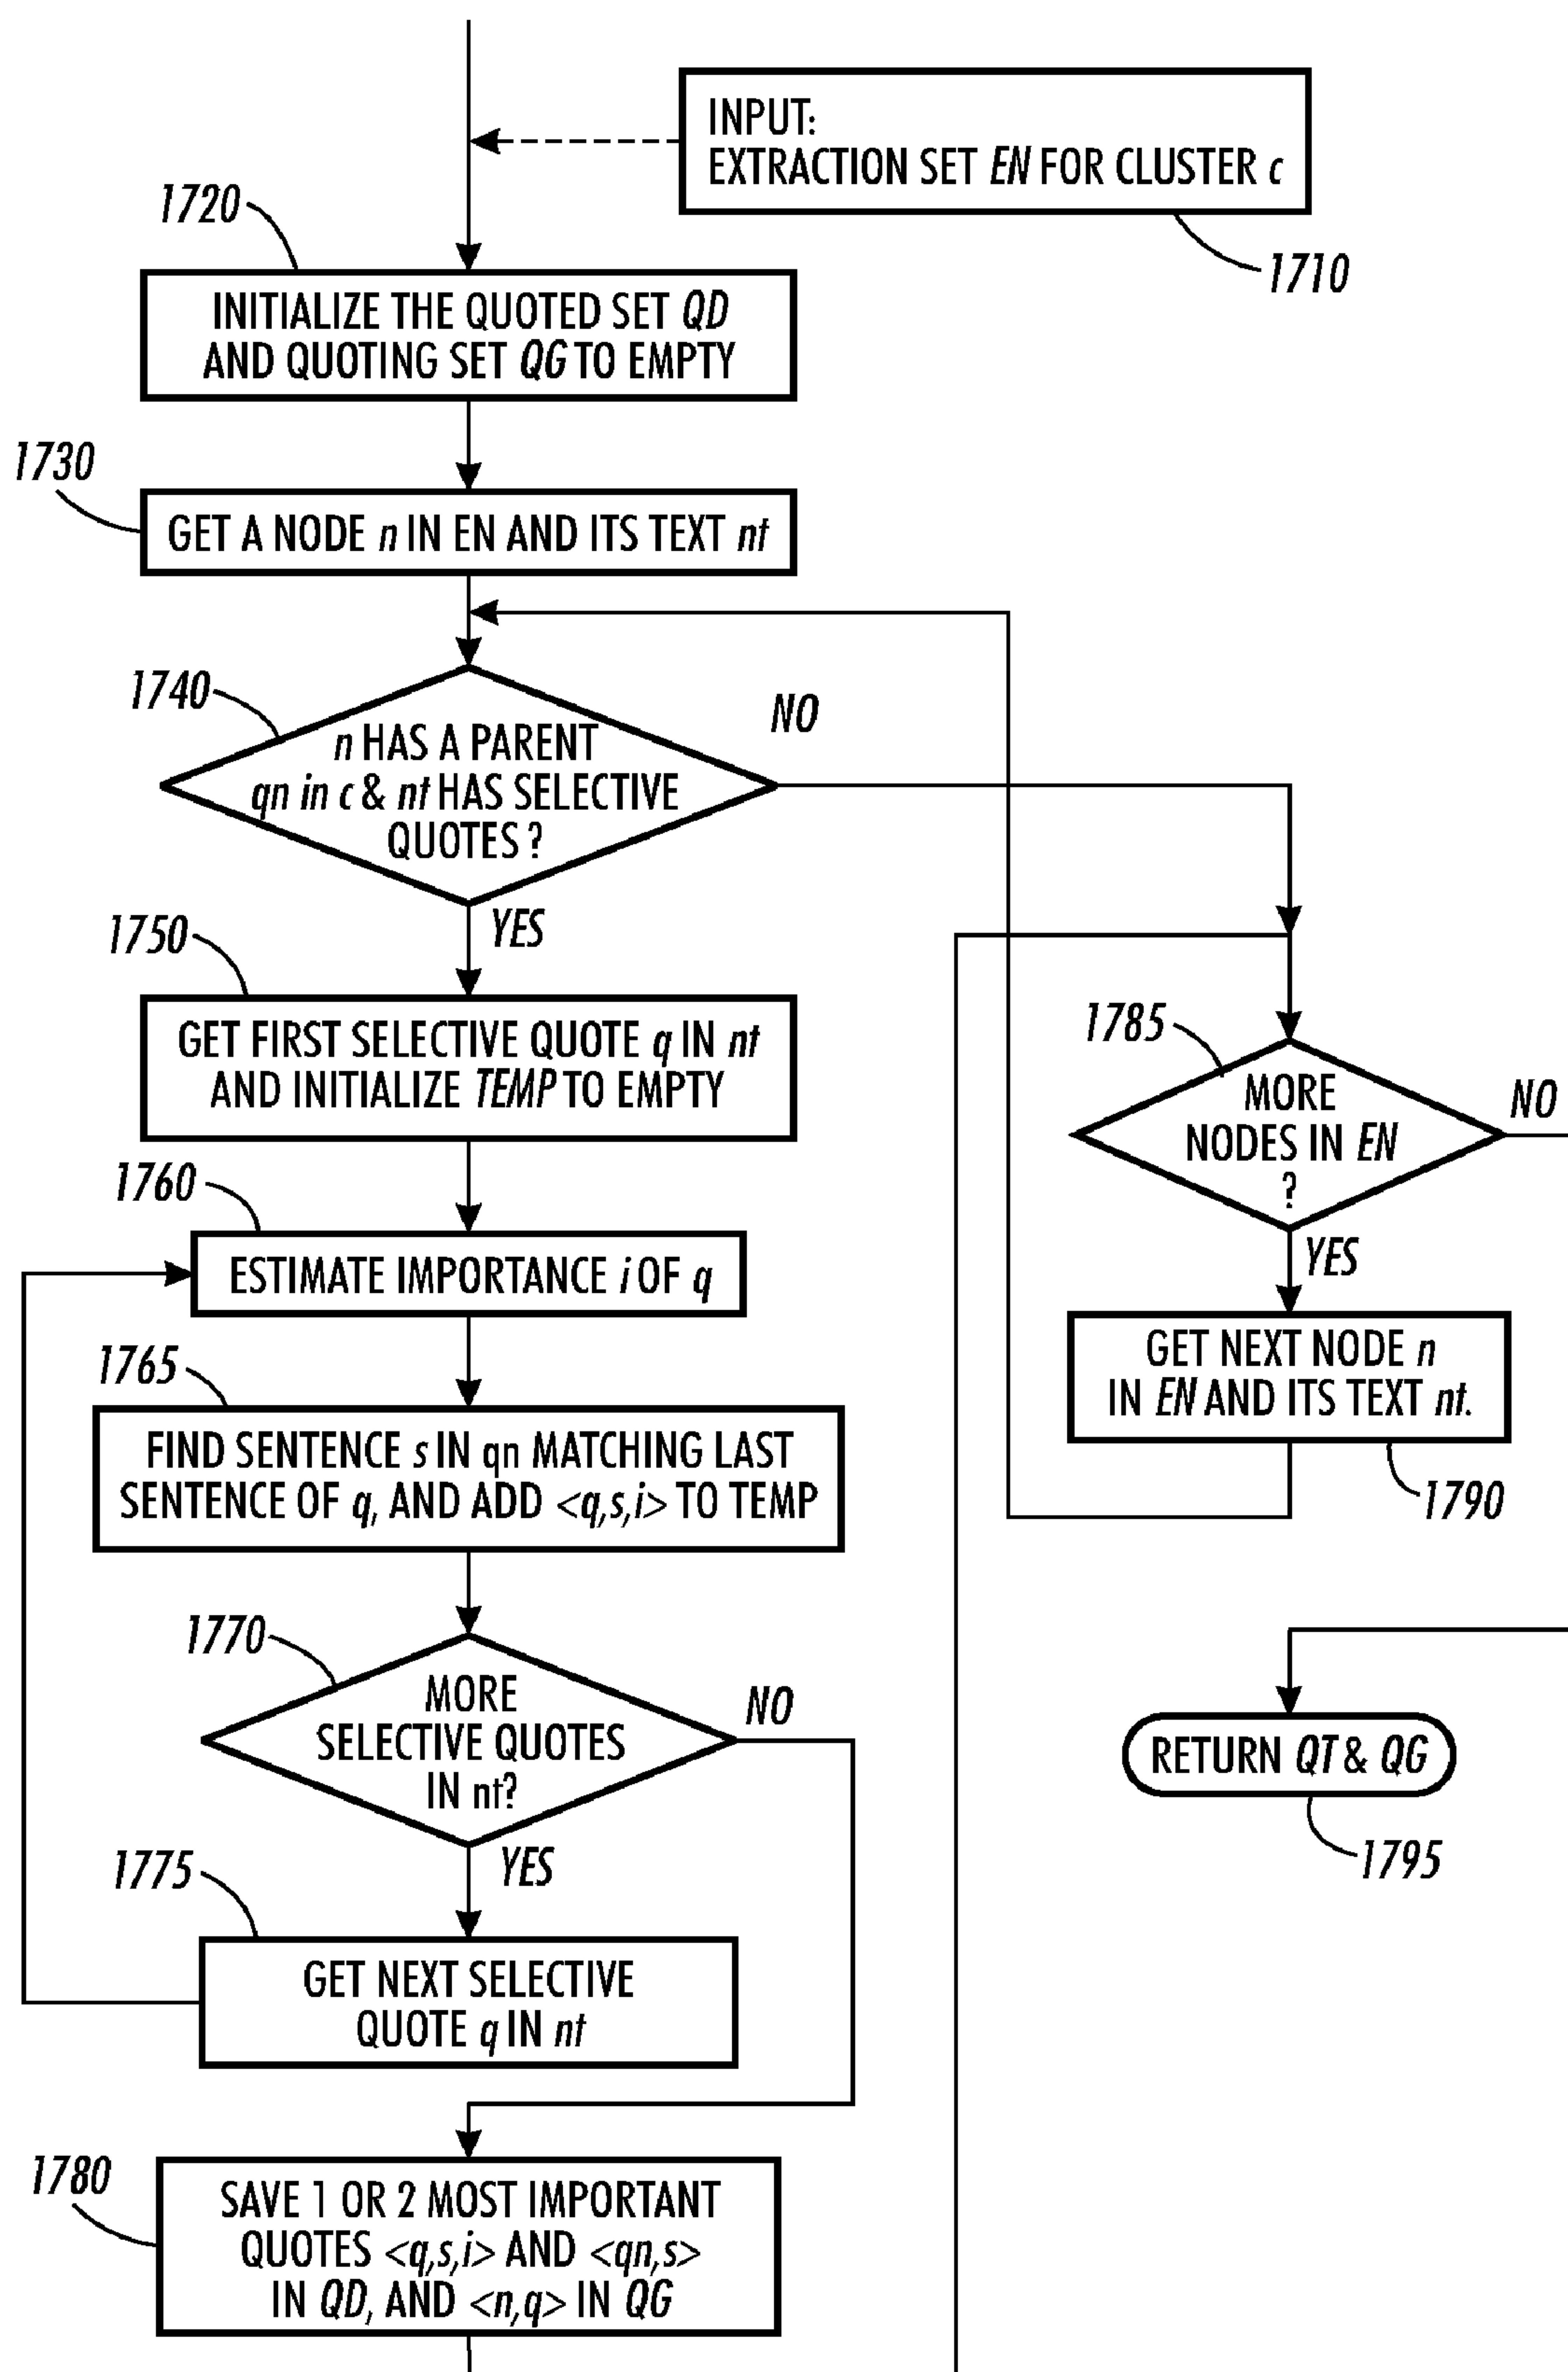 INPUT:
EXTRACTION SET EN FOR CLUSTER c
1710
1720
INITIALIZE THE QUOTED SET QD
AND QUOTING SET QG TO EMPTY
1730
GET A NODE n IN EN AND ITS TEXT nt
1740
n HAS A PARENT
qn in c & nt HAS SELECTIVE
QUOTES ?
NO
YES
1750
GET FIRST SELECTIVE QUOTE q IN nt
AND INITIALIZE TEMP TO EMPTY
1760
ESTIMATE IMPORTANCE i OF q
1765
FIND SENTENCE s IN qn MATCHING LAST
SENTENCE OF q, AND ADD <q,s,i> TO TEMP
1770
MORE
SELECTIVE QUOTES
IN nt?
NO
YES
1775
GET NEXT SELECTIVE
QUOTE q IN nt
1780
SAVE 1 OR 2 MOST IMPORTANT
QUOTES <q,s,i> AND <qn,s>
IN QD, AND <n,q> IN QG
1785
MORE
NODES IN EN
?
NO
YES
GET NEXT NODE n
IN EN AND ITS TEXT nt.
1790
RETURN QT & QG
1795